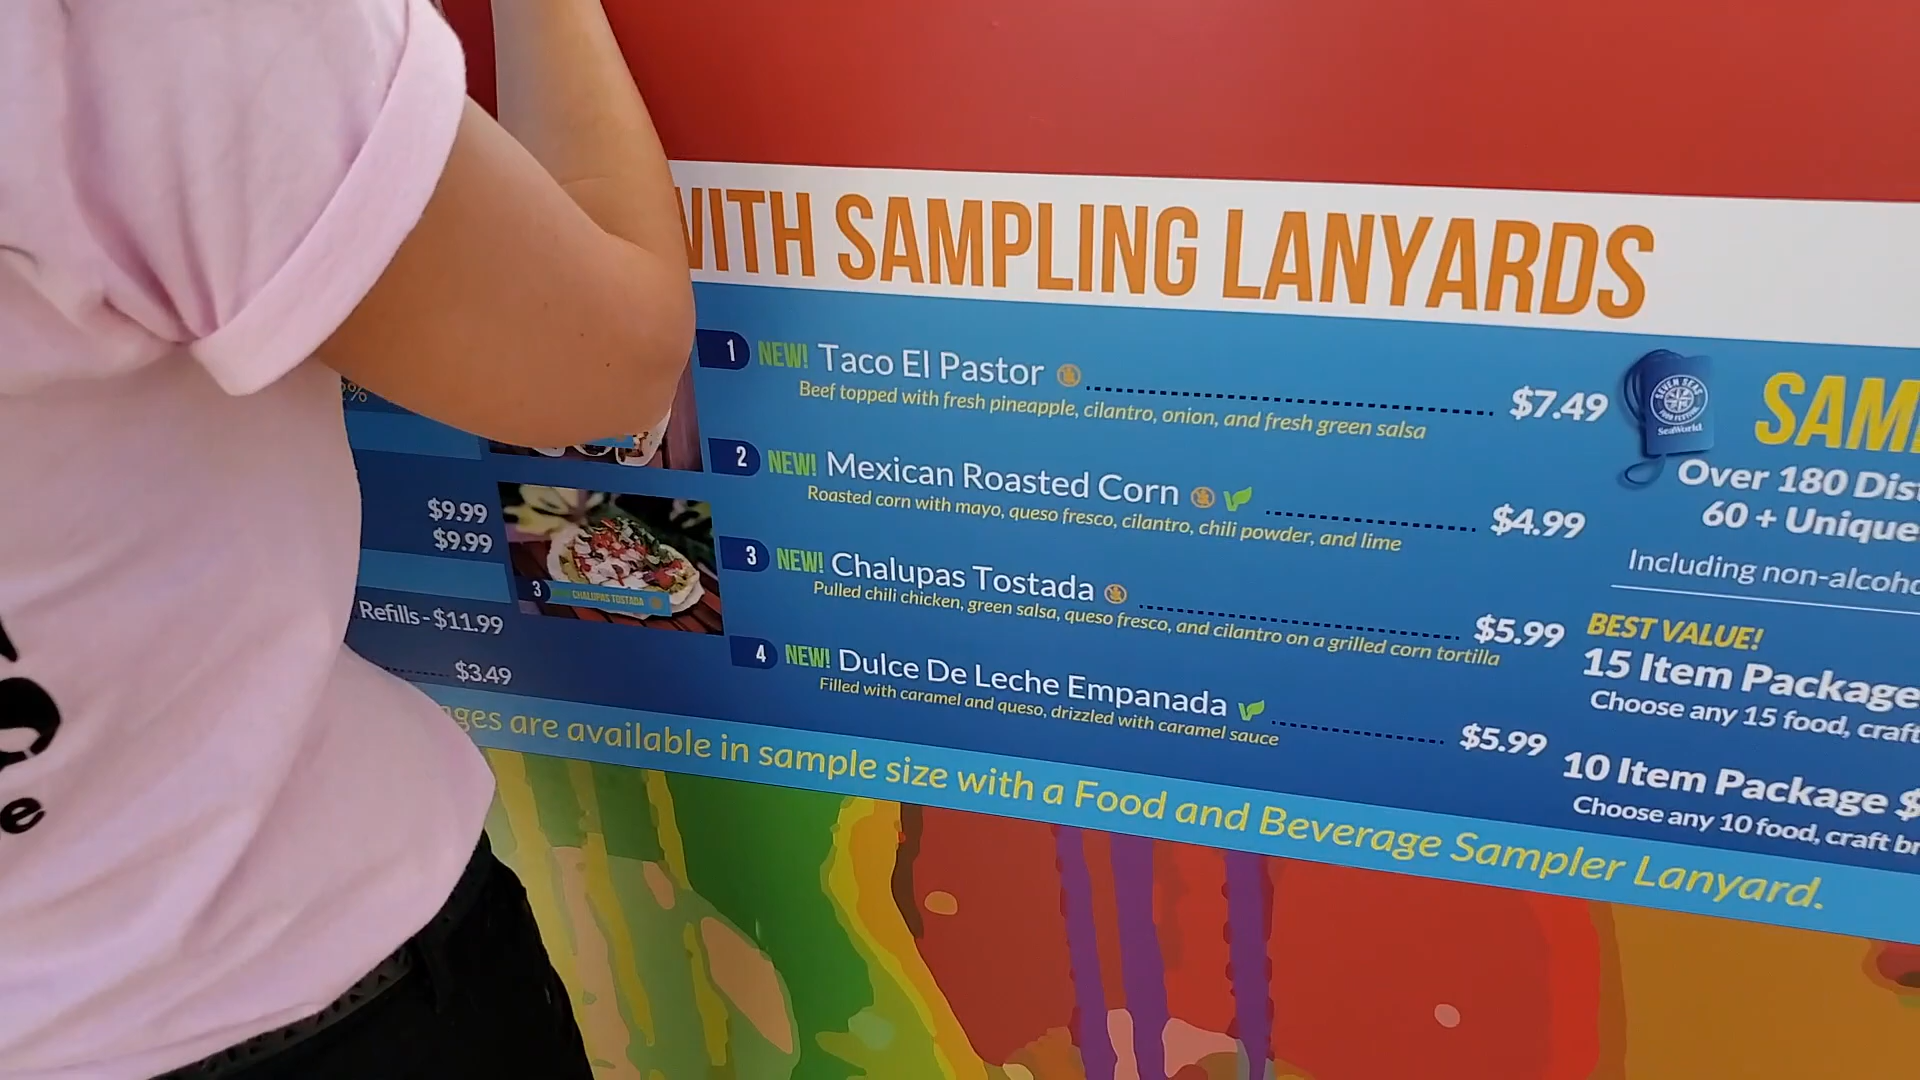 WITH SAMPLING LANYARDS
1 NEW! Taco El Pastor $7.49
Beef topped with fresh pineapple, cilantro, onion, and fresh green salsa
2 NEW! Mexican Roasted Corn $4.99
Roasted corn with mayo, queso fresco, cilantro, chili powder, and lime
3 NEW! Chalupas Tostada $5.99
Pulled chili chicken, green salsa, queso fresco, and cilantro on a grilled corn tortilla
4 NEW! Dulce De Leche Empanada $5.99
Filled with caramel and queso, drizzled with caramel sauce
2%
$9.99
$9.99
Refills - $11.99
$3.49
3 CHALUPAS TOSTADA
SEVEN SEAS
FOOD FESTIVAL
SeaWorld
SAM
Over 180 Dis
60 + Unique
Including non-alcoho
BEST VALUE!
15 Item Package
Choose any 15 food, craft
10 Item Package $
Choose any 10 food, craft br
ges are available in sample size with a Food and Beverage Sampler Lanyard.
e